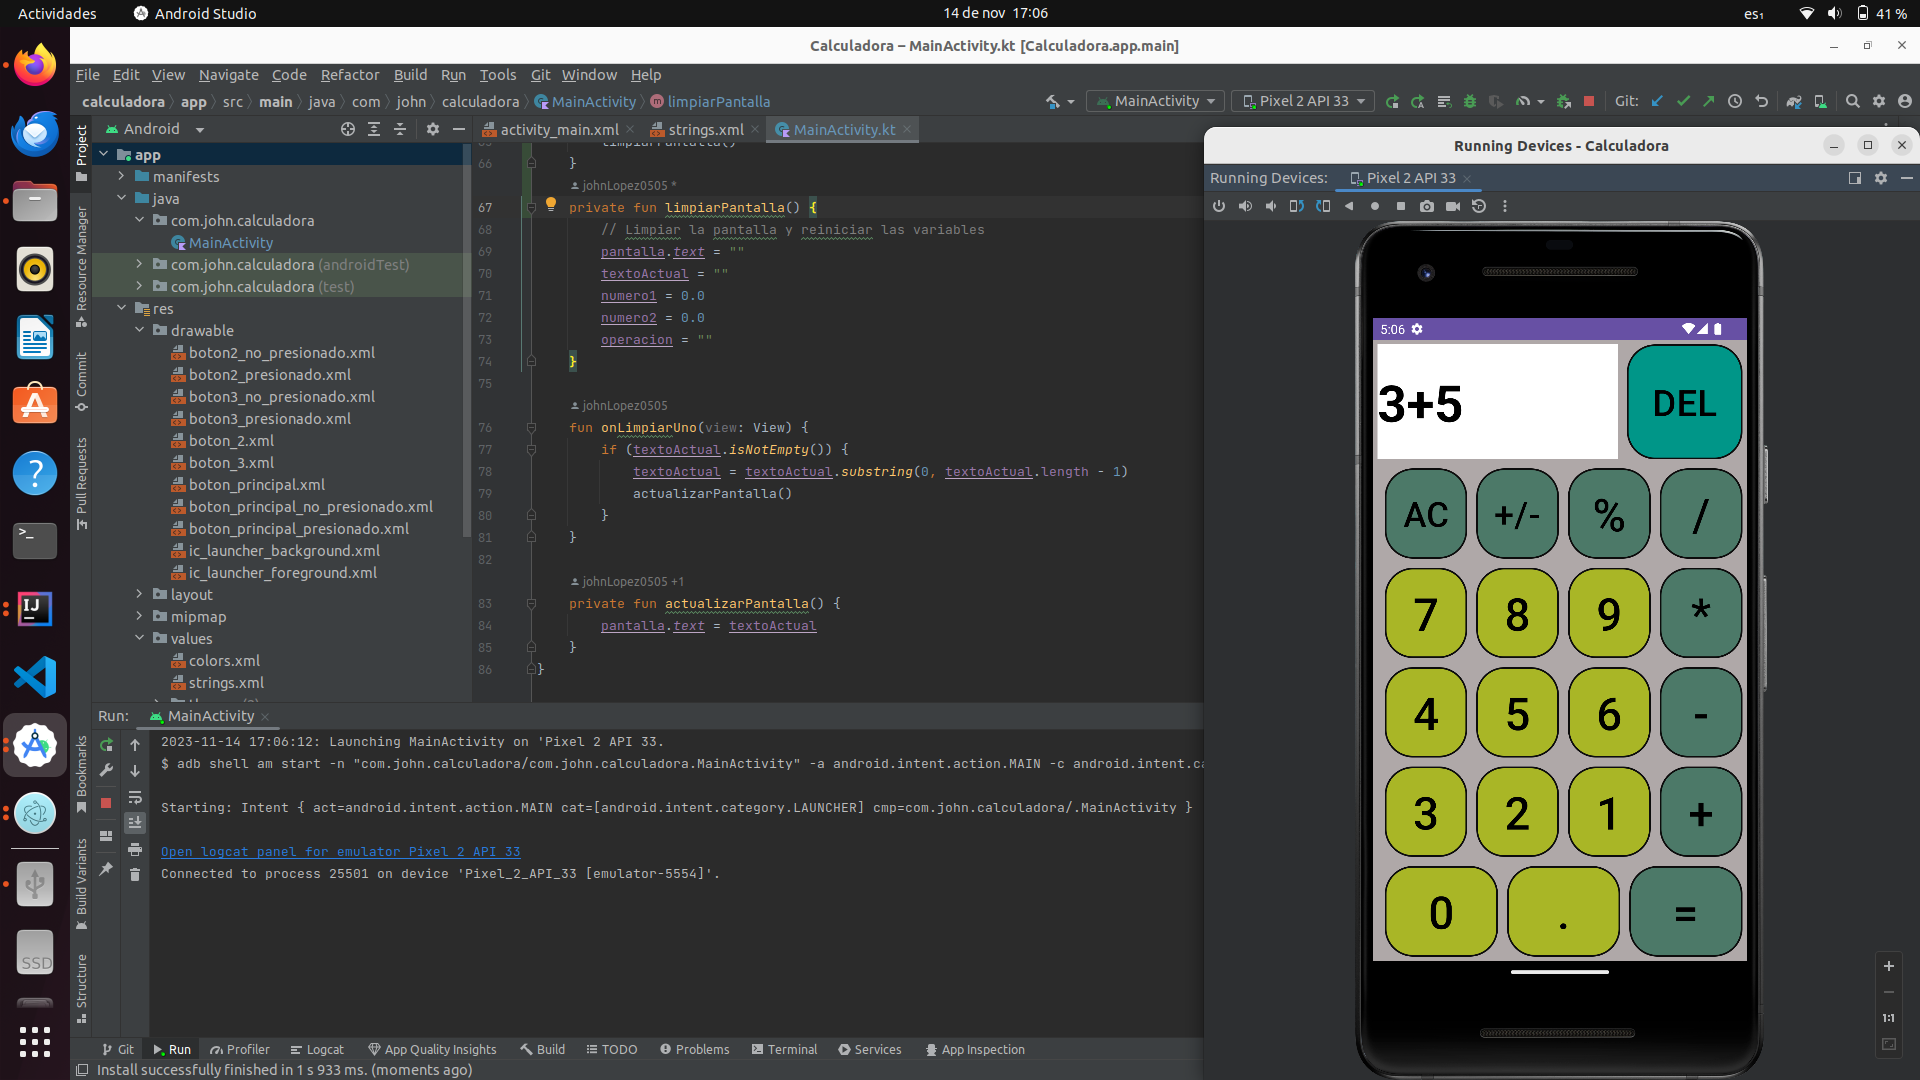 Actividades
Android Studio
14 de nov 17:06
es₁
41 %
Calculadora – MainActivity.kt [Calculadora.app.main]
File Edit View Navigate Code Refactor Build Run Tools Git Window Help
calculadora app src main java com john calculadora MainActivity limpiarPantalla
MainActivity
Pixel 2 API 33
Git:
Project
Resource Manager
Commit
Pull Requests
Bookmarks
Build Variants
Structure
Android
app
manifests
java
com.john.calculadora
MainActivity
com.john.calculadora (androidTest)
com.john.calculadora (test)
res
drawable
boton2_no_presionado.xml
boton2_presionado.xml
boton3_no_presionado.xml
boton3_presionado.xml
boton_2.xml
boton_3.xml
boton_principal.xml
boton_principal_no_presionado.xml
boton_principal_presionado.xml
ic_launcher_background.xml
ic_launcher_foreground.xml
layout
mipmap
values
colors.xml
strings.xml
activity_main.xml
strings.xml
MainActivity.kt
66 }
johnLopez0505 *
67 private fun limpiarPantalla() {
68 // Limpiar la pantalla y reiniciar las variables
69 pantalla.text = ""
70 textoActual = ""
71 numero1 = 0.0
72 numero2 = 0.0
73 operacion = ""
74 }
75
johnLopez0505
76 fun onLimpiarUno(view: View) {
77 if (textoActual.isNotEmpty()) {
78 textoActual = textoActual.substring(0, textoActual.length - 1)
79 actualizarPantalla()
80 }
81 }
82
johnLopez0505 +1
83 private fun actualizarPantalla() {
84 pantalla.text = textoActual
85 }
86 }
Run: MainActivity
2023-11-14 17:06:12: Launching MainActivity on 'Pixel 2 API 33.
$ adb shell am start -n "com.john.calculadora/com.john.calculadora.MainActivity" -a android.intent.action.MAIN -c android.intent.ca
Starting: Intent { act=android.intent.action.MAIN cat=[android.intent.category.LAUNCHER] cmp=com.john.calculadora/.MainActivity }
Open logcat panel for emulator Pixel 2 API 33
Connected to process 25501 on device 'Pixel_2_API_33 [emulator-5554]'.
Git Run Profiler Logcat App Quality Insights Build TODO Problems Terminal Services App Inspection
Install successfully finished in 1 s 933 ms. (moments ago)
Running Devices - Calculadora
Running Devices: Pixel 2 API 33
5:06
3+5
DEL
AC +/- % /
7 8 9 *
4 5 6 -
3 2 1 +
0 . =
1:1
SSD